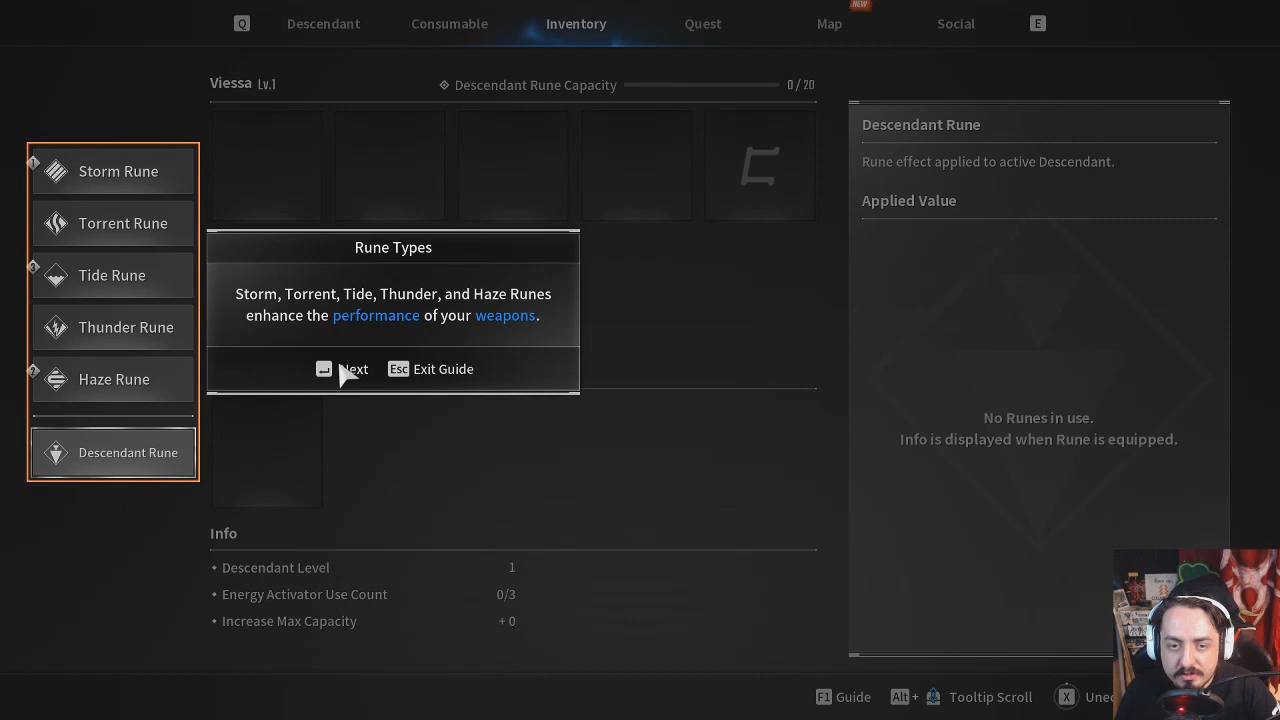 Q
Descendant
Consumable
Inventory
Quest
NEW
Map
Social
E
Viessa Lv.1
Descendant Rune Capacity
0 / 20
1
Storm Rune
Torrent Rune
3
Tide Rune
Thunder Rune
2
Haze Rune
Descendant Rune
Rune Types
Storm, Torrent, Tide, Thunder, and Haze Runes
enhance the performance of your weapons.
Next
Esc Exit Guide
Info
Descendant Level 1
Energy Activator Use Count 0/3
Increase Max Capacity + 0
Descendant Rune
Rune effect applied to active Descendant.
Applied Value
No Runes in use.
Info is displayed when Rune is equipped.
F1 Guide
Alt + Tooltip Scroll
X